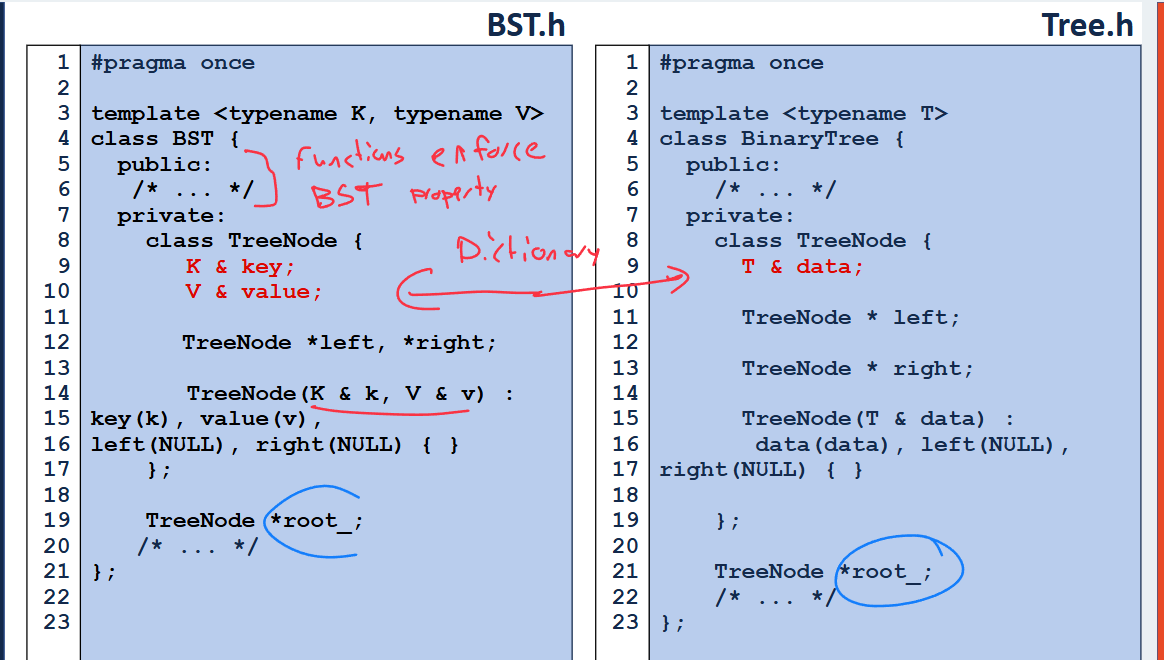 BST.h
1 #pragma once
2
3 template <typename K, typename V>
4 class BST {
5   public:
6    /* ... */
functions enforce
BST property
7   private:
8     class TreeNode {
Dictionary
9        K & key;
10       V & value;
11
12       TreeNode *left, *right;
13
14       TreeNode(K & k, V & v) :
15 key(k), value(v),
16 left(NULL), right(NULL) { }
17     };
18
19     TreeNode *root_;
20    /* ... */
21 };
22
23
Tree.h
1 #pragma once
2
3 template <typename T>
4 class BinaryTree {
5   public:
6     /* ... */
7   private:
8     class TreeNode {
9       T & data;
10
11       TreeNode * left;
12
13       TreeNode * right;
14
15       TreeNode(T & data) :
16        data(data), left(NULL),
17 right(NULL) { }
18
19     };
20
21     TreeNode *root_;
22     /* ... */
23 };